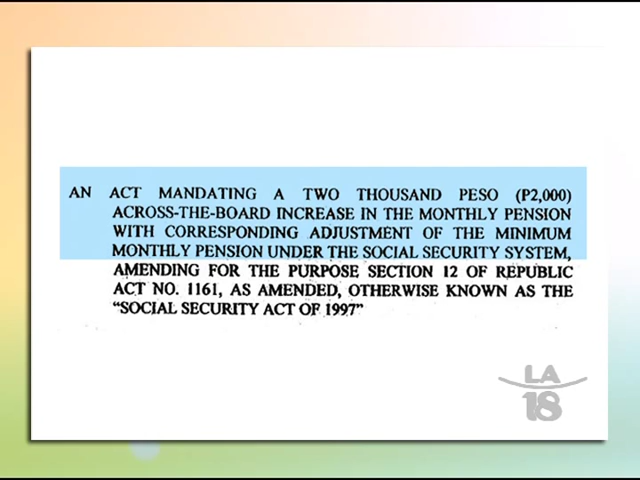 AN ACT MANDATING A TWO THOUSAND PESO (P2,000)
ACROSS-THE-BOARD INCREASE IN THE MONTHLY PENSION
WITH CORRESPONDING ADJUSTMENT OF THE MINIMUM
MONTHLY PENSION UNDER THE SOCIAL SECURITY SYSTEM,
AMENDING FOR THE PURPOSE SECTION 12 OF REPUBLIC
ACT NO. 1161, AS AMENDED, OTHERWISE KNOWN AS THE
“SOCIAL SECURITY ACT OF 1997”
LA
18